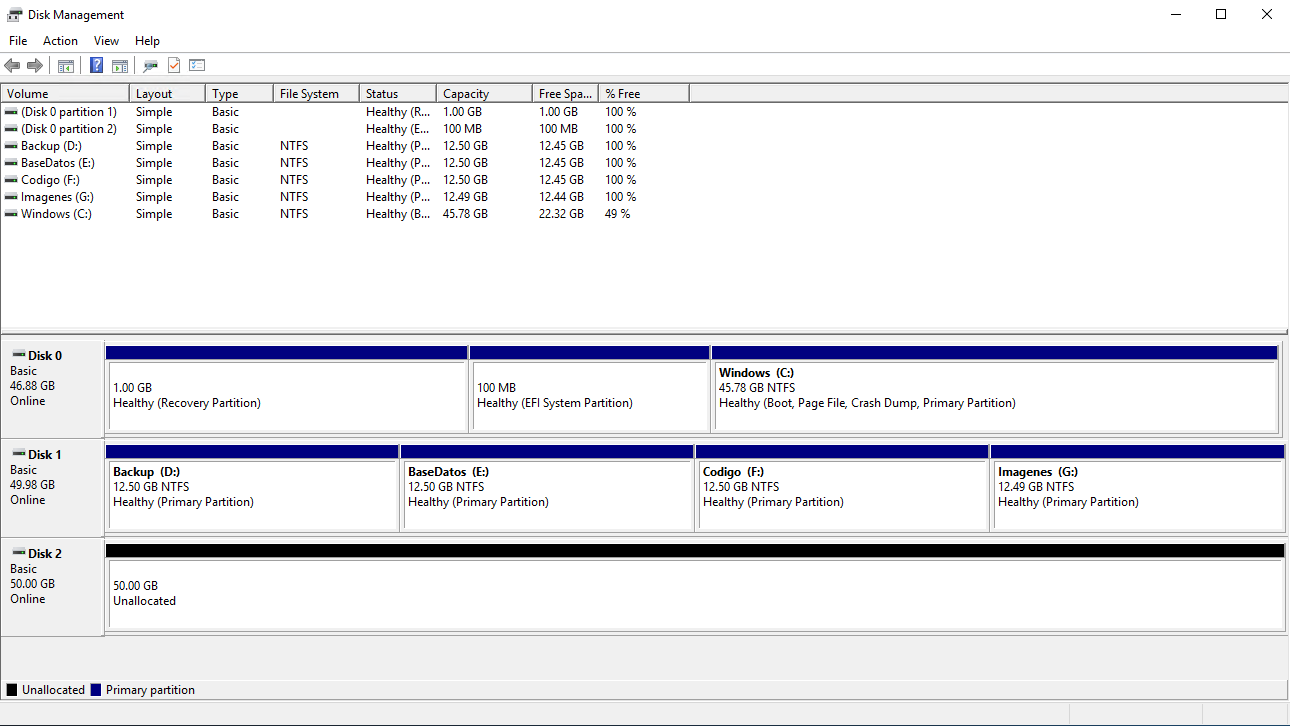 Disk Management
File Action View Help
Volume Layout Type File System Status Capacity Free Spa... % Free
(Disk 0 partition 1) Simple Basic Healthy (R... 1.00 GB 1.00 GB 100 %
(Disk 0 partition 2) Simple Basic Healthy (E... 100 MB 100 MB 100 %
Backup (D:) Simple Basic NTFS Healthy (P... 12.50 GB 12.45 GB 100 %
BaseDatos (E:) Simple Basic NTFS Healthy (P... 12.50 GB 12.45 GB 100 %
Codigo (F:) Simple Basic NTFS Healthy (P... 12.50 GB 12.45 GB 100 %
Imagenes (G:) Simple Basic NTFS Healthy (P... 12.49 GB 12.44 GB 100 %
Windows (C:) Simple Basic NTFS Healthy (B... 45.78 GB 22.32 GB 49 %
Disk 0
Basic
46.88 GB
Online
1.00 GB
Healthy (Recovery Partition)
100 MB
Healthy (EFI System Partition)
Windows (C:)
45.78 GB NTFS
Healthy (Boot, Page File, Crash Dump, Primary Partition)
Disk 1
Basic
49.98 GB
Online
Backup (D:)
12.50 GB NTFS
Healthy (Primary Partition)
BaseDatos (E:)
12.50 GB NTFS
Healthy (Primary Partition)
Codigo (F:)
12.50 GB NTFS
Healthy (Primary Partition)
Imagenes (G:)
12.49 GB NTFS
Healthy (Primary Partition)
Disk 2
Basic
50.00 GB
Online
50.00 GB
Unallocated
Unallocated Primary partition